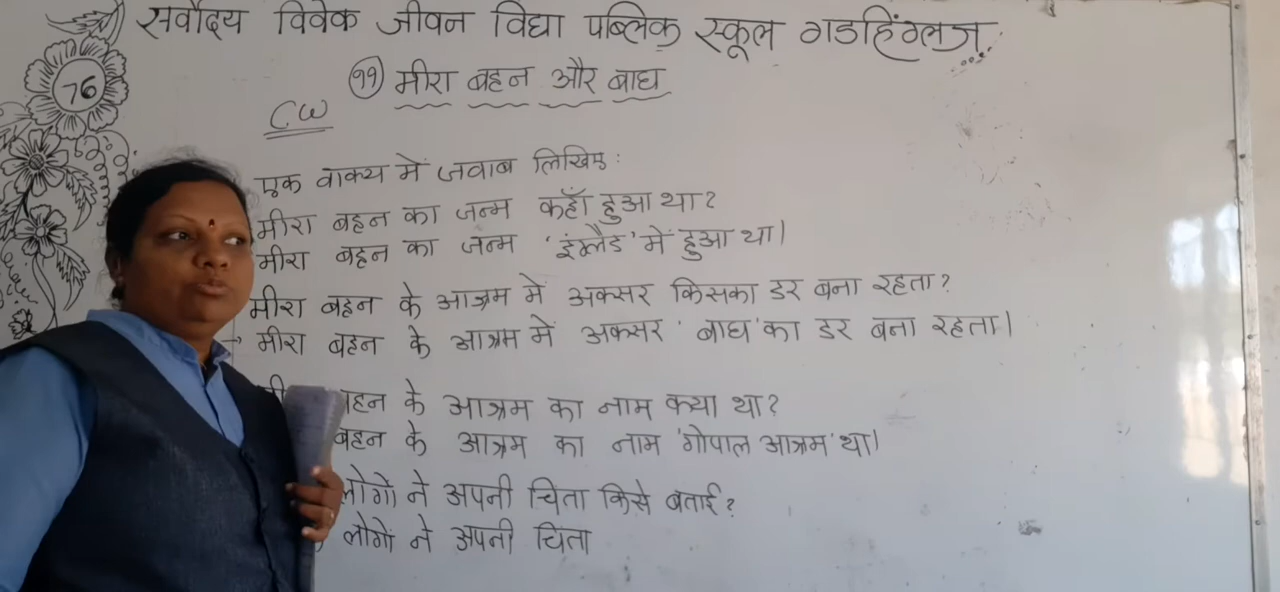 सर्वोदय विवेक जीवन विद्या पब्लिक स्कूल गडहिंग्लज.
76
११ मीरा बहन और बाघ
CW
एक वाक्य में जवाब लिखिए :
मीरा बहन का जन्म कहाँ हुआ था?
मीरा बहन का जन्म 'इंग्लैंड' में हुआ था।
मीरा बहन के आश्रम में अक्सर किसका डर बना रहता?
→ मीरा बहन के आश्रम में अक्सर 'बाघ' का डर बना रहता।
बहन के आश्रम का नाम क्या था?
बहन के आश्रम का नाम 'गोपाल आश्रम' था।
लोगों ने अपनी चिंता किसे बताई?
लोगों ने अपनी चिंता